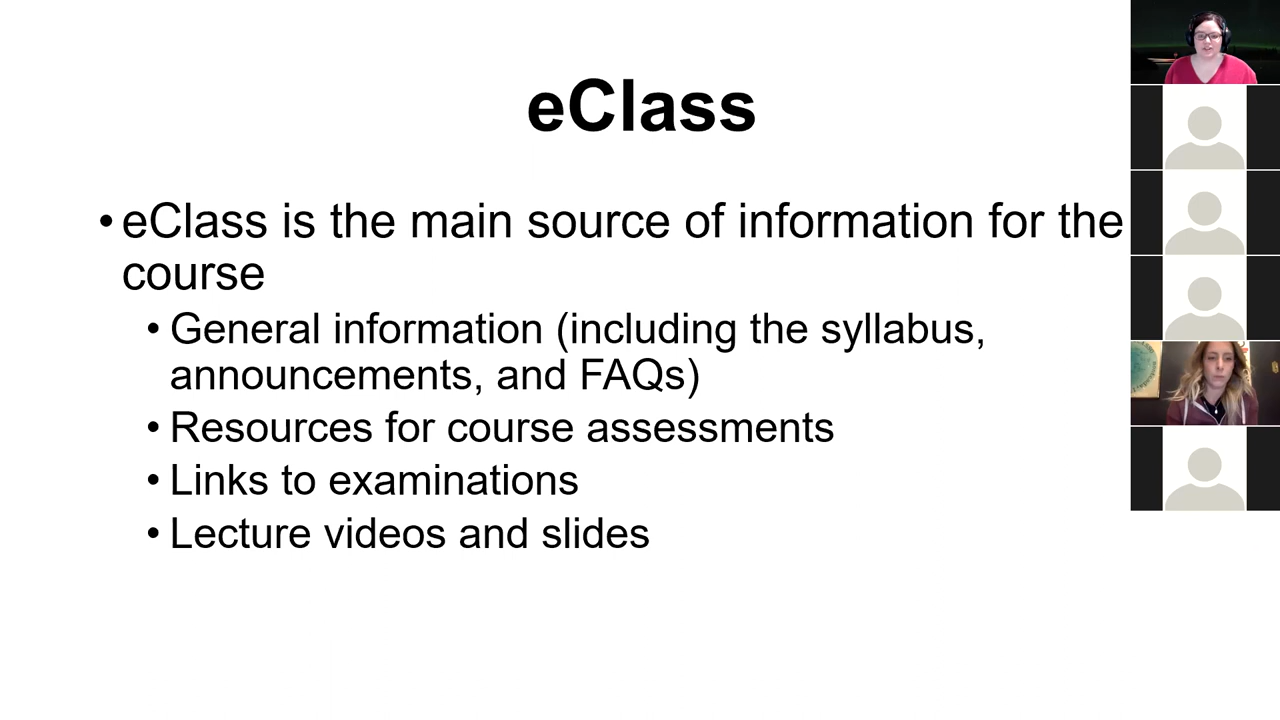 eClass
• eClass is the main source of information for the
course
• General information (including the syllabus,
announcements, and FAQs)
• Resources for course assessments
• Links to examinations
• Lecture videos and slides